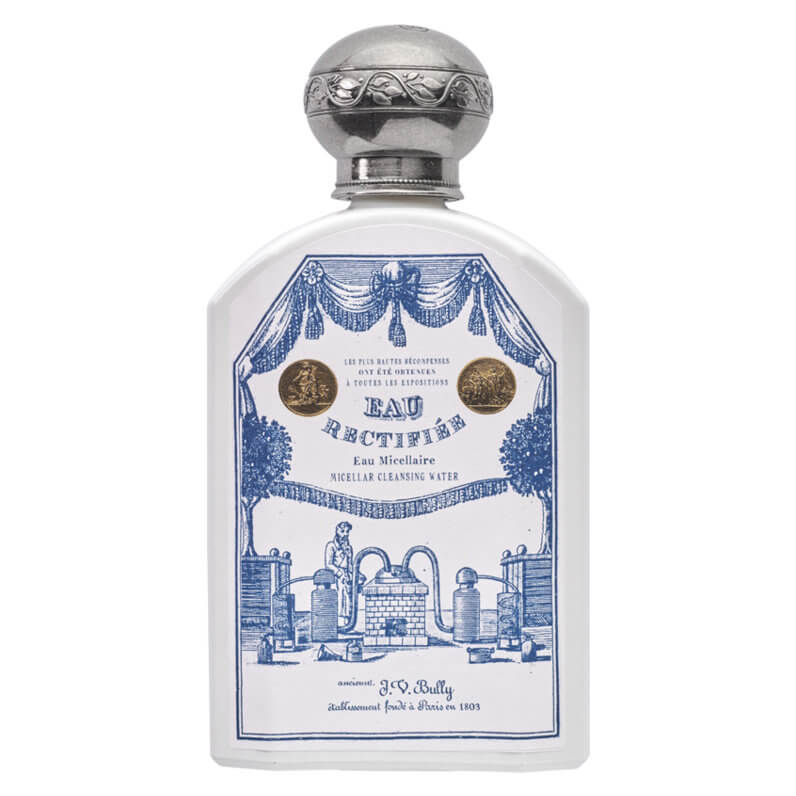 LES PLUS HAUTES RÉCOMPENSES
ONT ÉTÉ OBTENUES
À TOUTES LES EXPOSITIONS
EAU
RECTIFIÉE
Eau Micellaire
MICELLAR CLEANSING WATER
ancienmt. J.V. Bully
établissement fondé à Paris en 1803